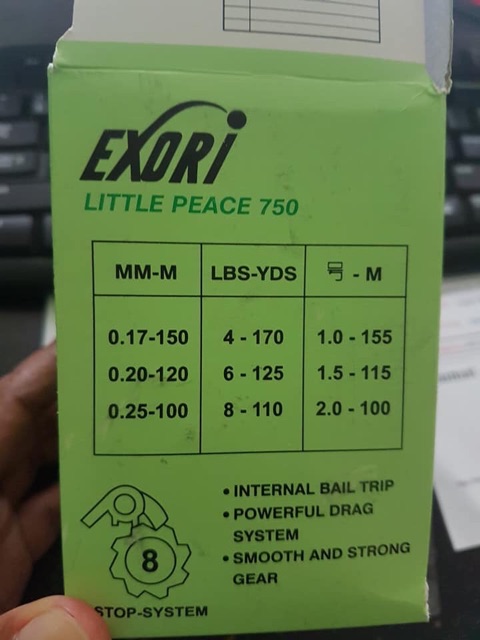 EXORI
LITTLE PEACE 750
MM-M LBS-YDS 号 - M
0.17-150 4 - 170 1.0 - 155
0.20-120 6 - 125 1.5 - 115
0.25-100 8 - 110 2.0 - 100
• INTERNAL BAIL TRIP
• POWERFUL DRAG
SYSTEM
• SMOOTH AND STRONG
GEAR
8
STOP-SYSTEM